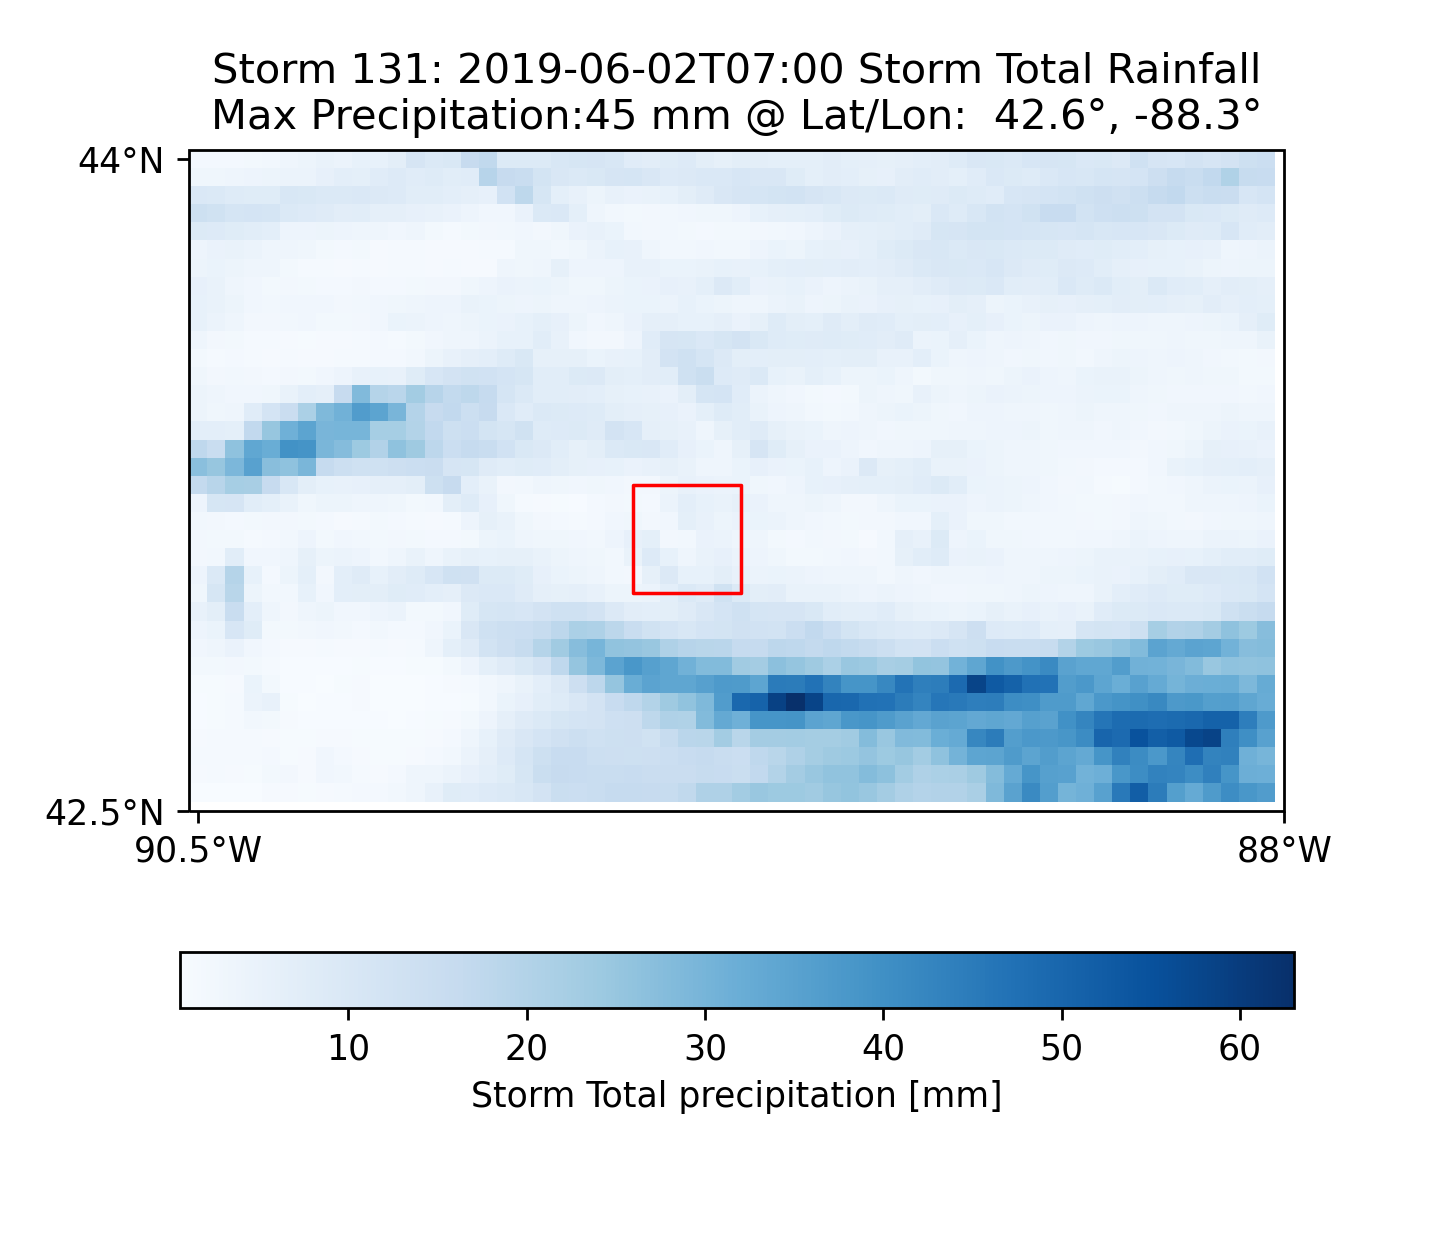 Storm 131: 2019-06-02T07:00 Storm Total Rainfall
Max Precipitation:45 mm @ Lat/Lon:  42.6°, -88.3°
44°N
42.5°N
90.5°W 88°W
10 20 30 40 50 60
Storm Total precipitation [mm]